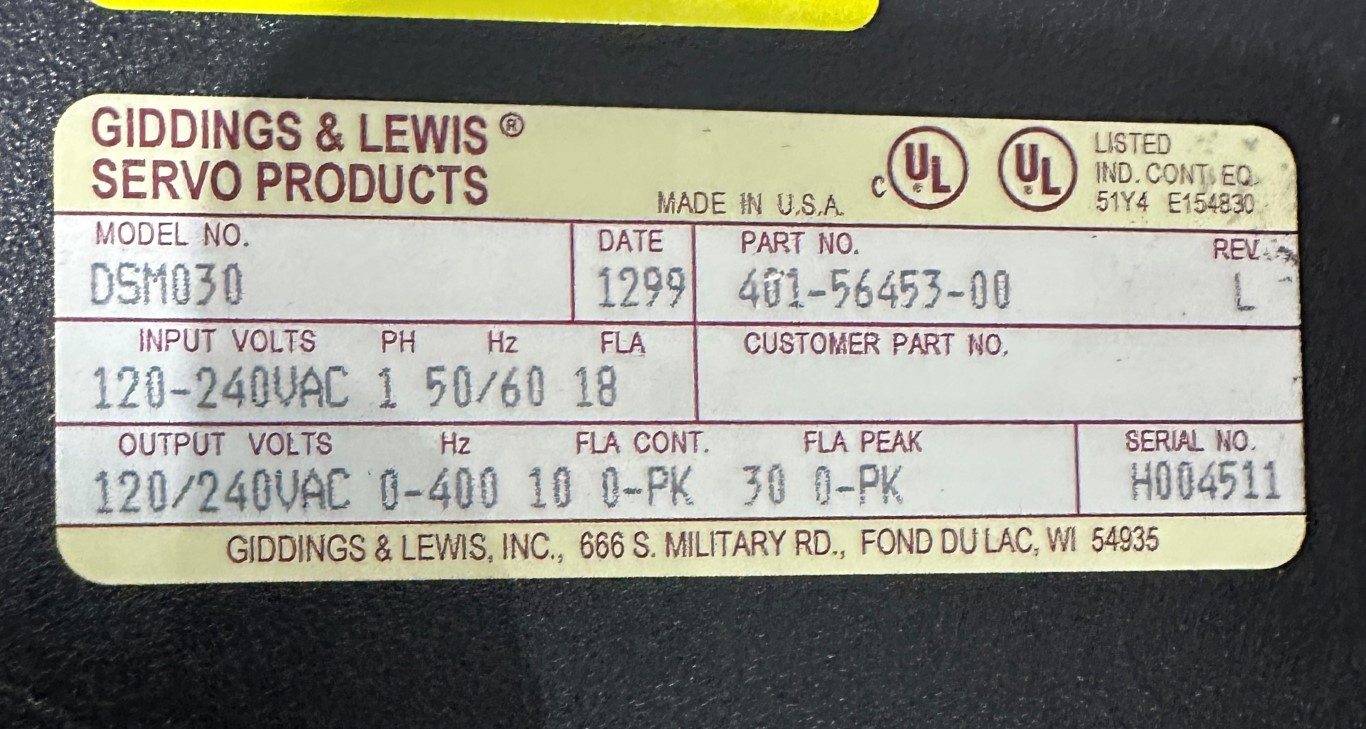 GIDDINGS & LEWIS ®
SERVO PRODUCTS
MADE IN U.S.A.
C UL ® UL ®
LISTED
IND. CONT. EQ.
51Y4 E154830
MODEL NO. DATE PART NO. REV.
DSM030 1299 401-56453-00 L
INPUT VOLTS PH Hz FLA CUSTOMER PART NO.
120-240VAC 1 50/60 18
OUTPUT VOLTS Hz FLA CONT. FLA PEAK SERIAL NO.
120/240VAC 0-400 10 0-PK 30 0-PK H004511
GIDDINGS & LEWIS, INC., 666 S. MILITARY RD., FOND DU LAC, WI 54935